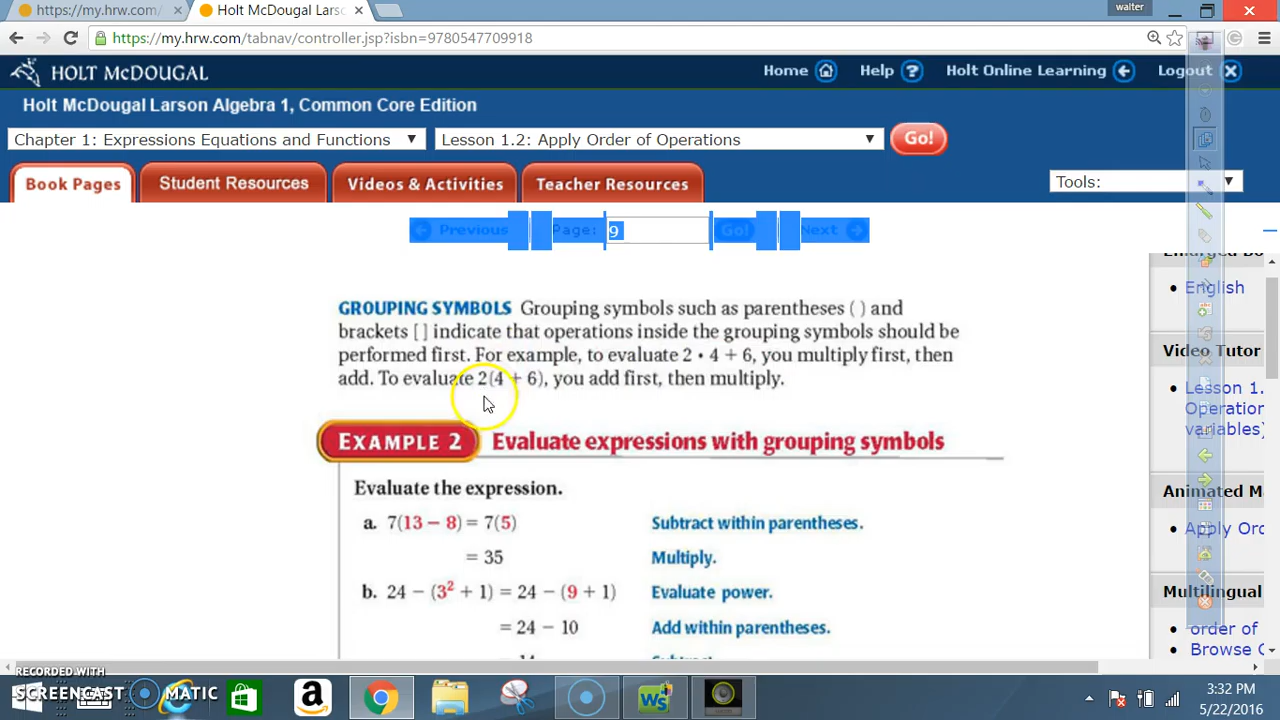 https://my.hrw.com/tabnav/
Holt McDougal Lars
walter
https://my.hrw.com/tabnav/controller.jsp?isbn=9780547709918
HOLT McDOUGAL
Home
Help ?
Holt Online Learning
Logout
Holt McDougal Larson Algebra 1, Common Core Edition
Chapter 1: Expressions Equations and Functions
Lesson 1.2: Apply Order of Operations
Go!
Book Pages
Student Resources
Videos & Activities
Teacher Resources
Tools:
Previous
Page: 9
Go!
Next
English
GROUPING SYMBOLS Grouping symbols such as parentheses ( ) and
brackets [ ] indicate that operations inside the grouping symbols should be
performed first. For example, to evaluate 2 • 4 + 6, you multiply first, then
add. To evaluate 2(4 + 6), you add first, then multiply.
Video Tutor
Lesson 1.
Operation
variables)
EXAMPLE 2 Evaluate expressions with grouping symbols
Evaluate the expression.
a. 7(13 – 8) = 7(5) Subtract within parentheses.
= 35 Multiply.
b. 24 – (3² + 1) = 24 – (9 + 1) Evaluate power.
= 24 – 10 Add within parentheses.
Animated M
Apply Ord
Multilingual
order of
Browse G
RECORDED WITH
SCREENCAST MATIC
3:32 PM
5/22/2016